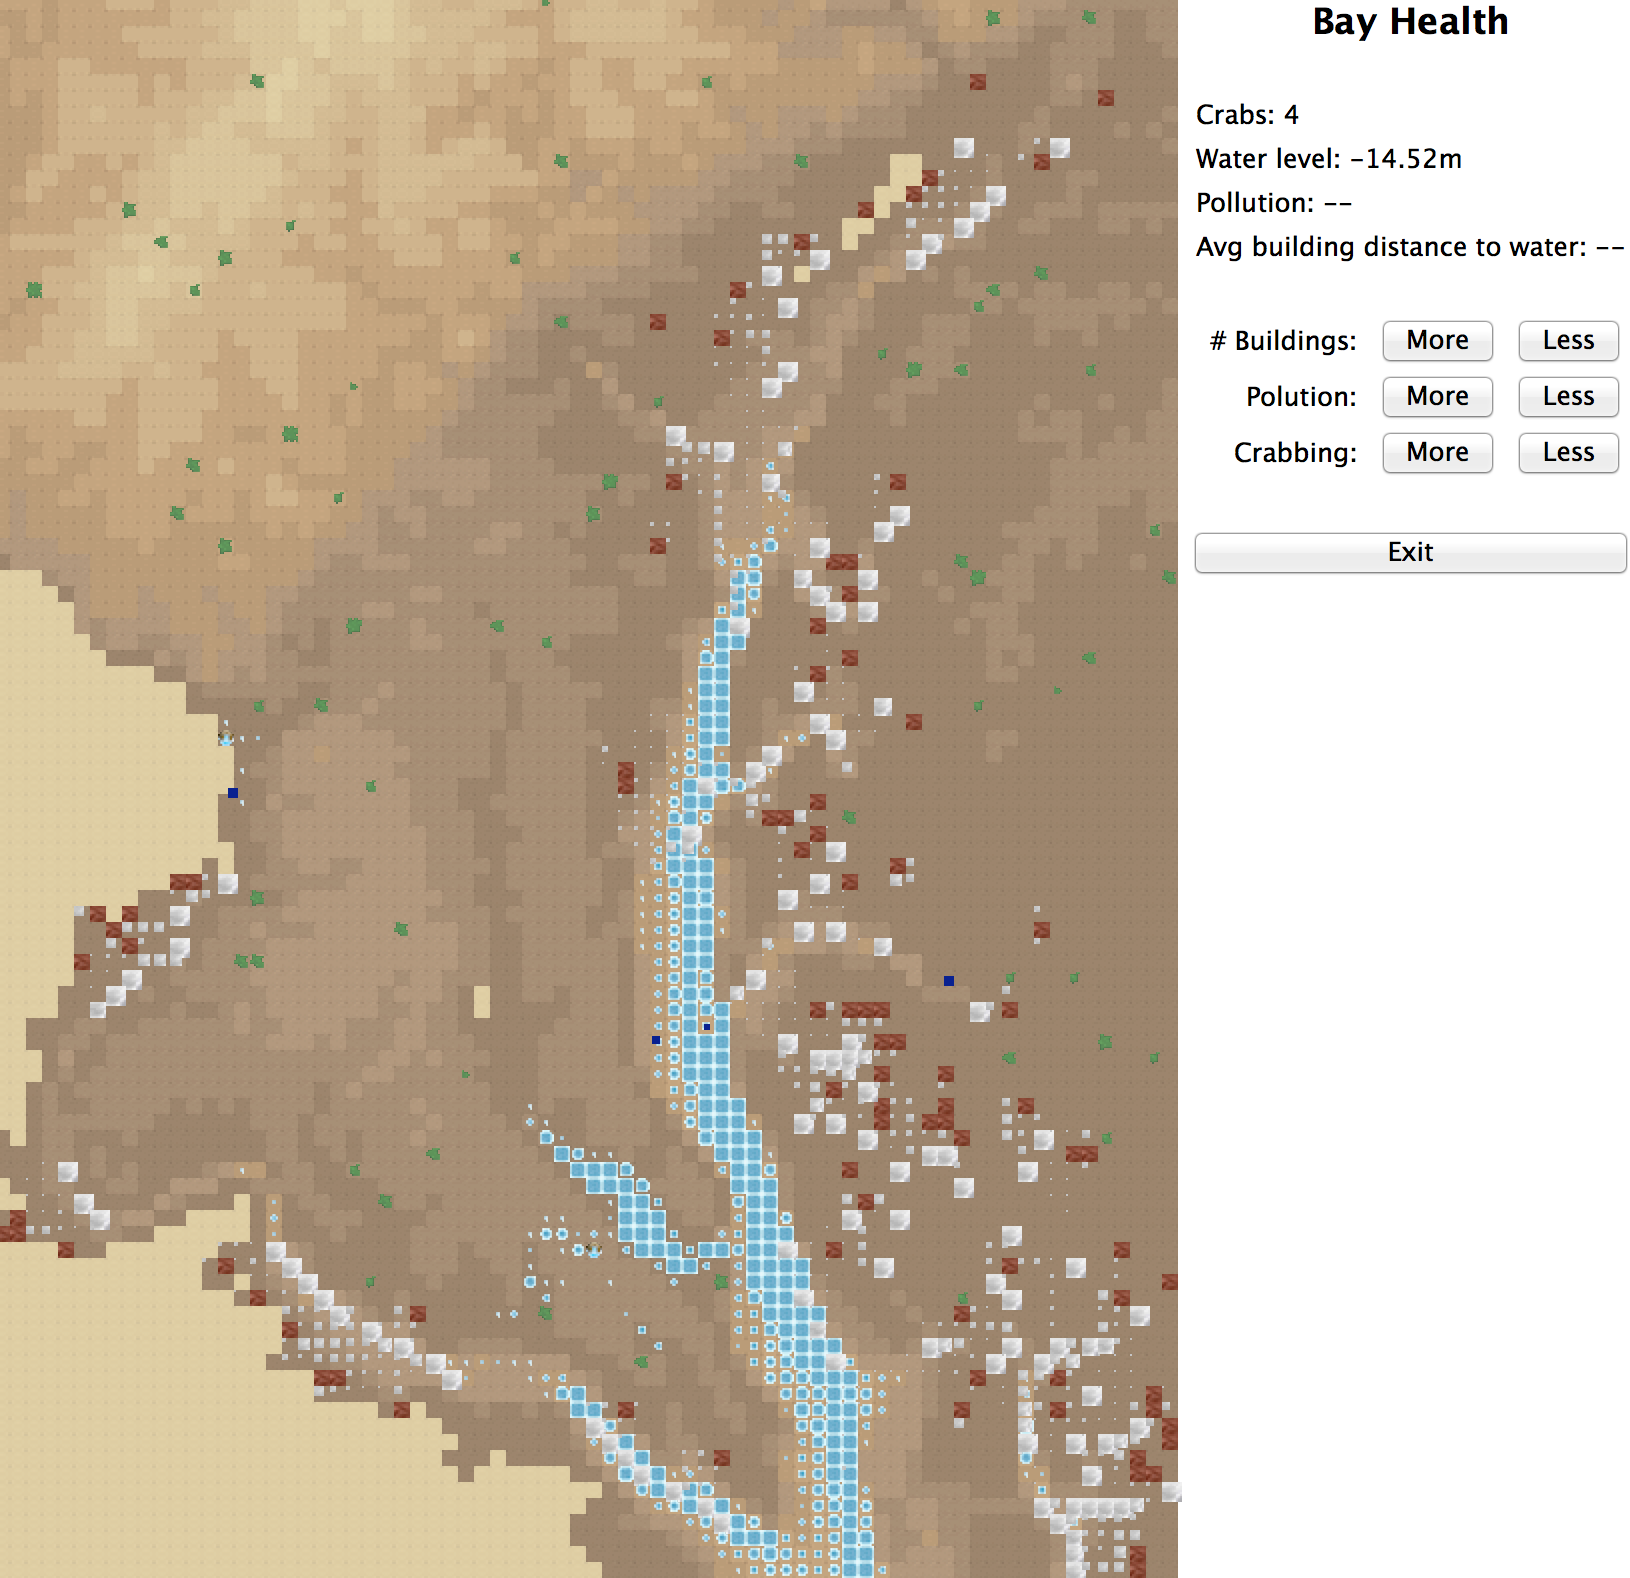 Bay Health
Crabs: 4
Water level: -14.52m
Pollution: --
Avg building distance to water: --
# Buildings: More Less
Polution: More Less
Crabbing: More Less
Exit